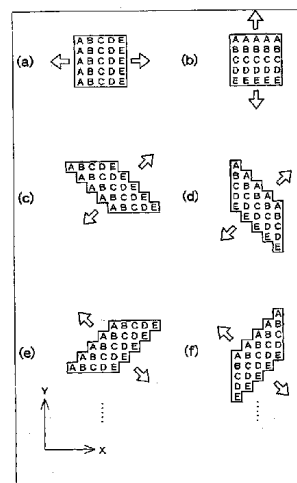 (a)
A B C D E
A B C D E
A B C D E
A B C D E
A B C D E
(b)
A A A A A
B B B B B
C C C C C
D D D D D
E E E E E
(c)
A B C D E
A B C D E
A B C D E
A B C D E
A B C D E
(d)
A
B A
C B A
D C B A
E D C B A
E D C B
E D C
E D
E
(e)
A B C D E
A B C D E
A B C D E
A B C D E
A B C D E
(f)
A
A B
A B C
A B C D
A B C D E
B C D E
C D E
D E
E
Y
X